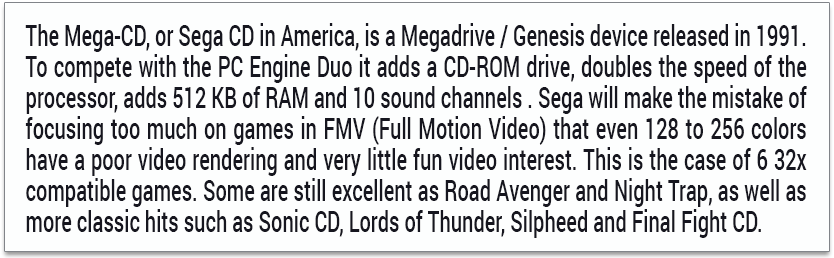 The Mega-CD, or Sega CD in America, is a Megadrive / Genesis device released in 1991.
To compete with the PC Engine Duo it adds a CD-ROM drive, doubles the speed of the
processor, adds 512 KB of RAM and 10 sound channels . Sega will make the mistake of
focusing too much on games in FMV (Full Motion Video) that even 128 to 256 colors
have a poor video rendering and very little fun video interest. This is the case of 6 32x
compatible games. Some are still excellent as Road Avenger and Night Trap, as well as
more classic hits such as Sonic CD, Lords of Thunder, Silpheed and Final Fight CD.